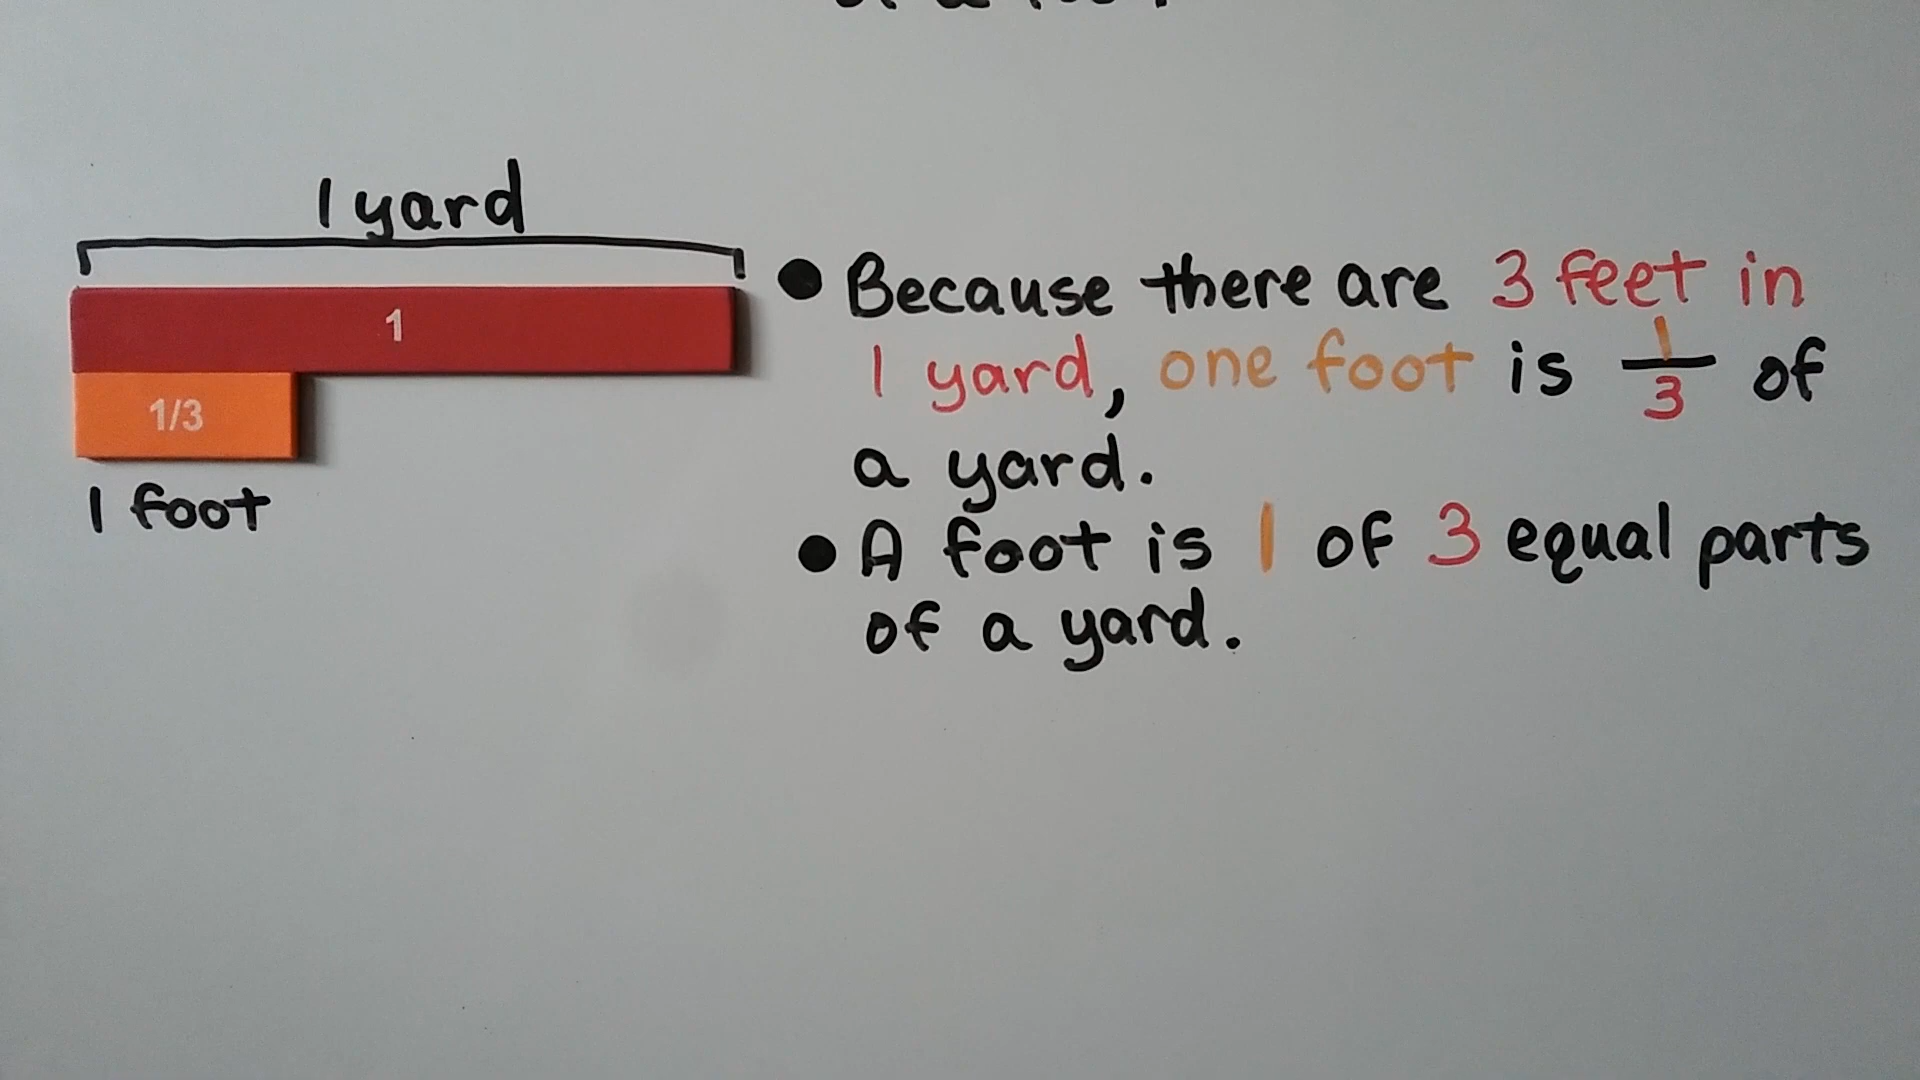 1 yard
1
1/3
1 foot
• Because there are 3 feet in
1 yard, one foot is 1/3 of
a yard.
• A foot is 1 of 3 equal parts
of a yard.